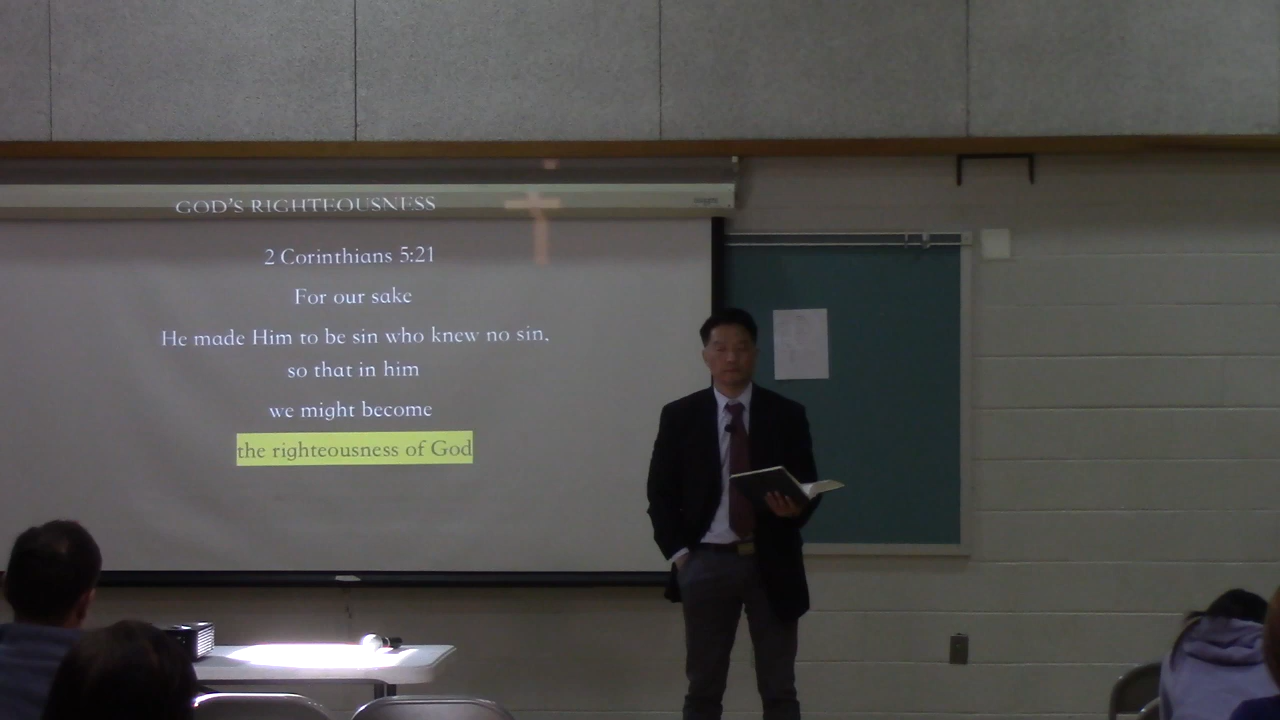 GOD'S RIGHTEOUSNESS
2 Corinthians 5:21
For our sake
He made Him to be sin who knew no sin,
so that in him
we might become
the righteousness of God